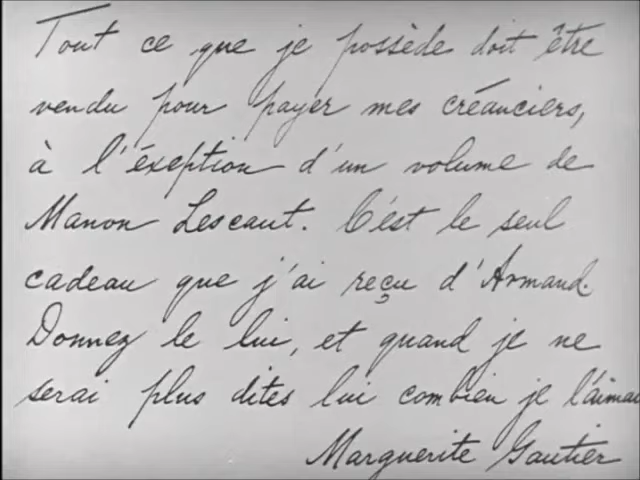 Tout ce que je possède doit être
vendu pour payer mes créanciers,
à l'éxeption d'un volume de
Manon Lescaut. C'ést le seul
cadeau que j'ai reçu d'Armand.
Donnez le lui, et quand je ne
serai plus dites lui combien je l'aimai
Marguerite Gautier